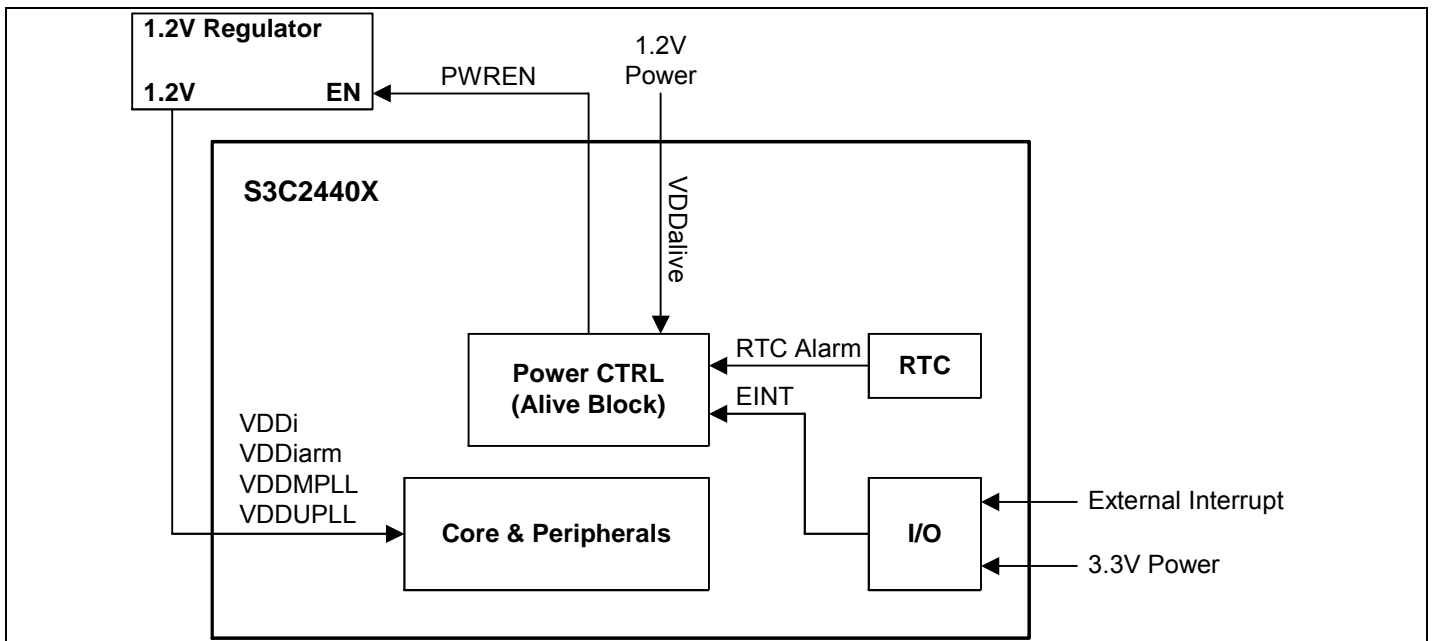 1.2V Regulator
1.2V EN
PWREN
1.2V
Power
S3C2440X
VDDalive
Power CTRL
(Alive Block)
RTC Alarm
RTC
EINT
VDDi
VDDiarm
VDDMPLL
VDDUPLL
Core & Peripherals
I/O
External Interrupt
3.3V Power